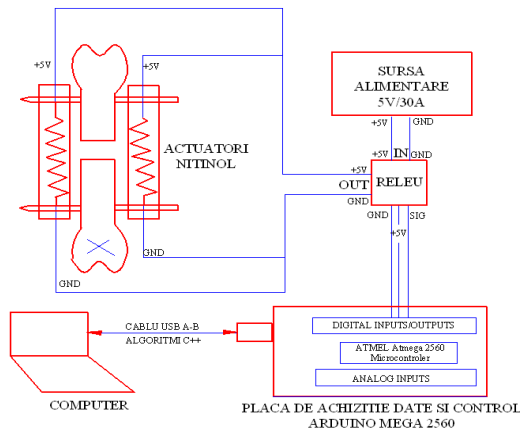 +5V
+5V
ACTUATORI
NITINOL
GND
GND
SURSA
ALIMENTARE
5V/30A
+5V
GND
IN
+5V
GND
+5V
OUT
RELEU
GND
GND
SIG
+5V
CABLU USB A-B
ALGORITMI C++
COMPUTER
DIGITAL INPUTS/OUTPUTS
ATMEL Atmega 2560
Microcontroler
ANALOG INPUTS
PLACA DE ACHIZITIE DATE SI CONTROL
ARDUINO MEGA 2560